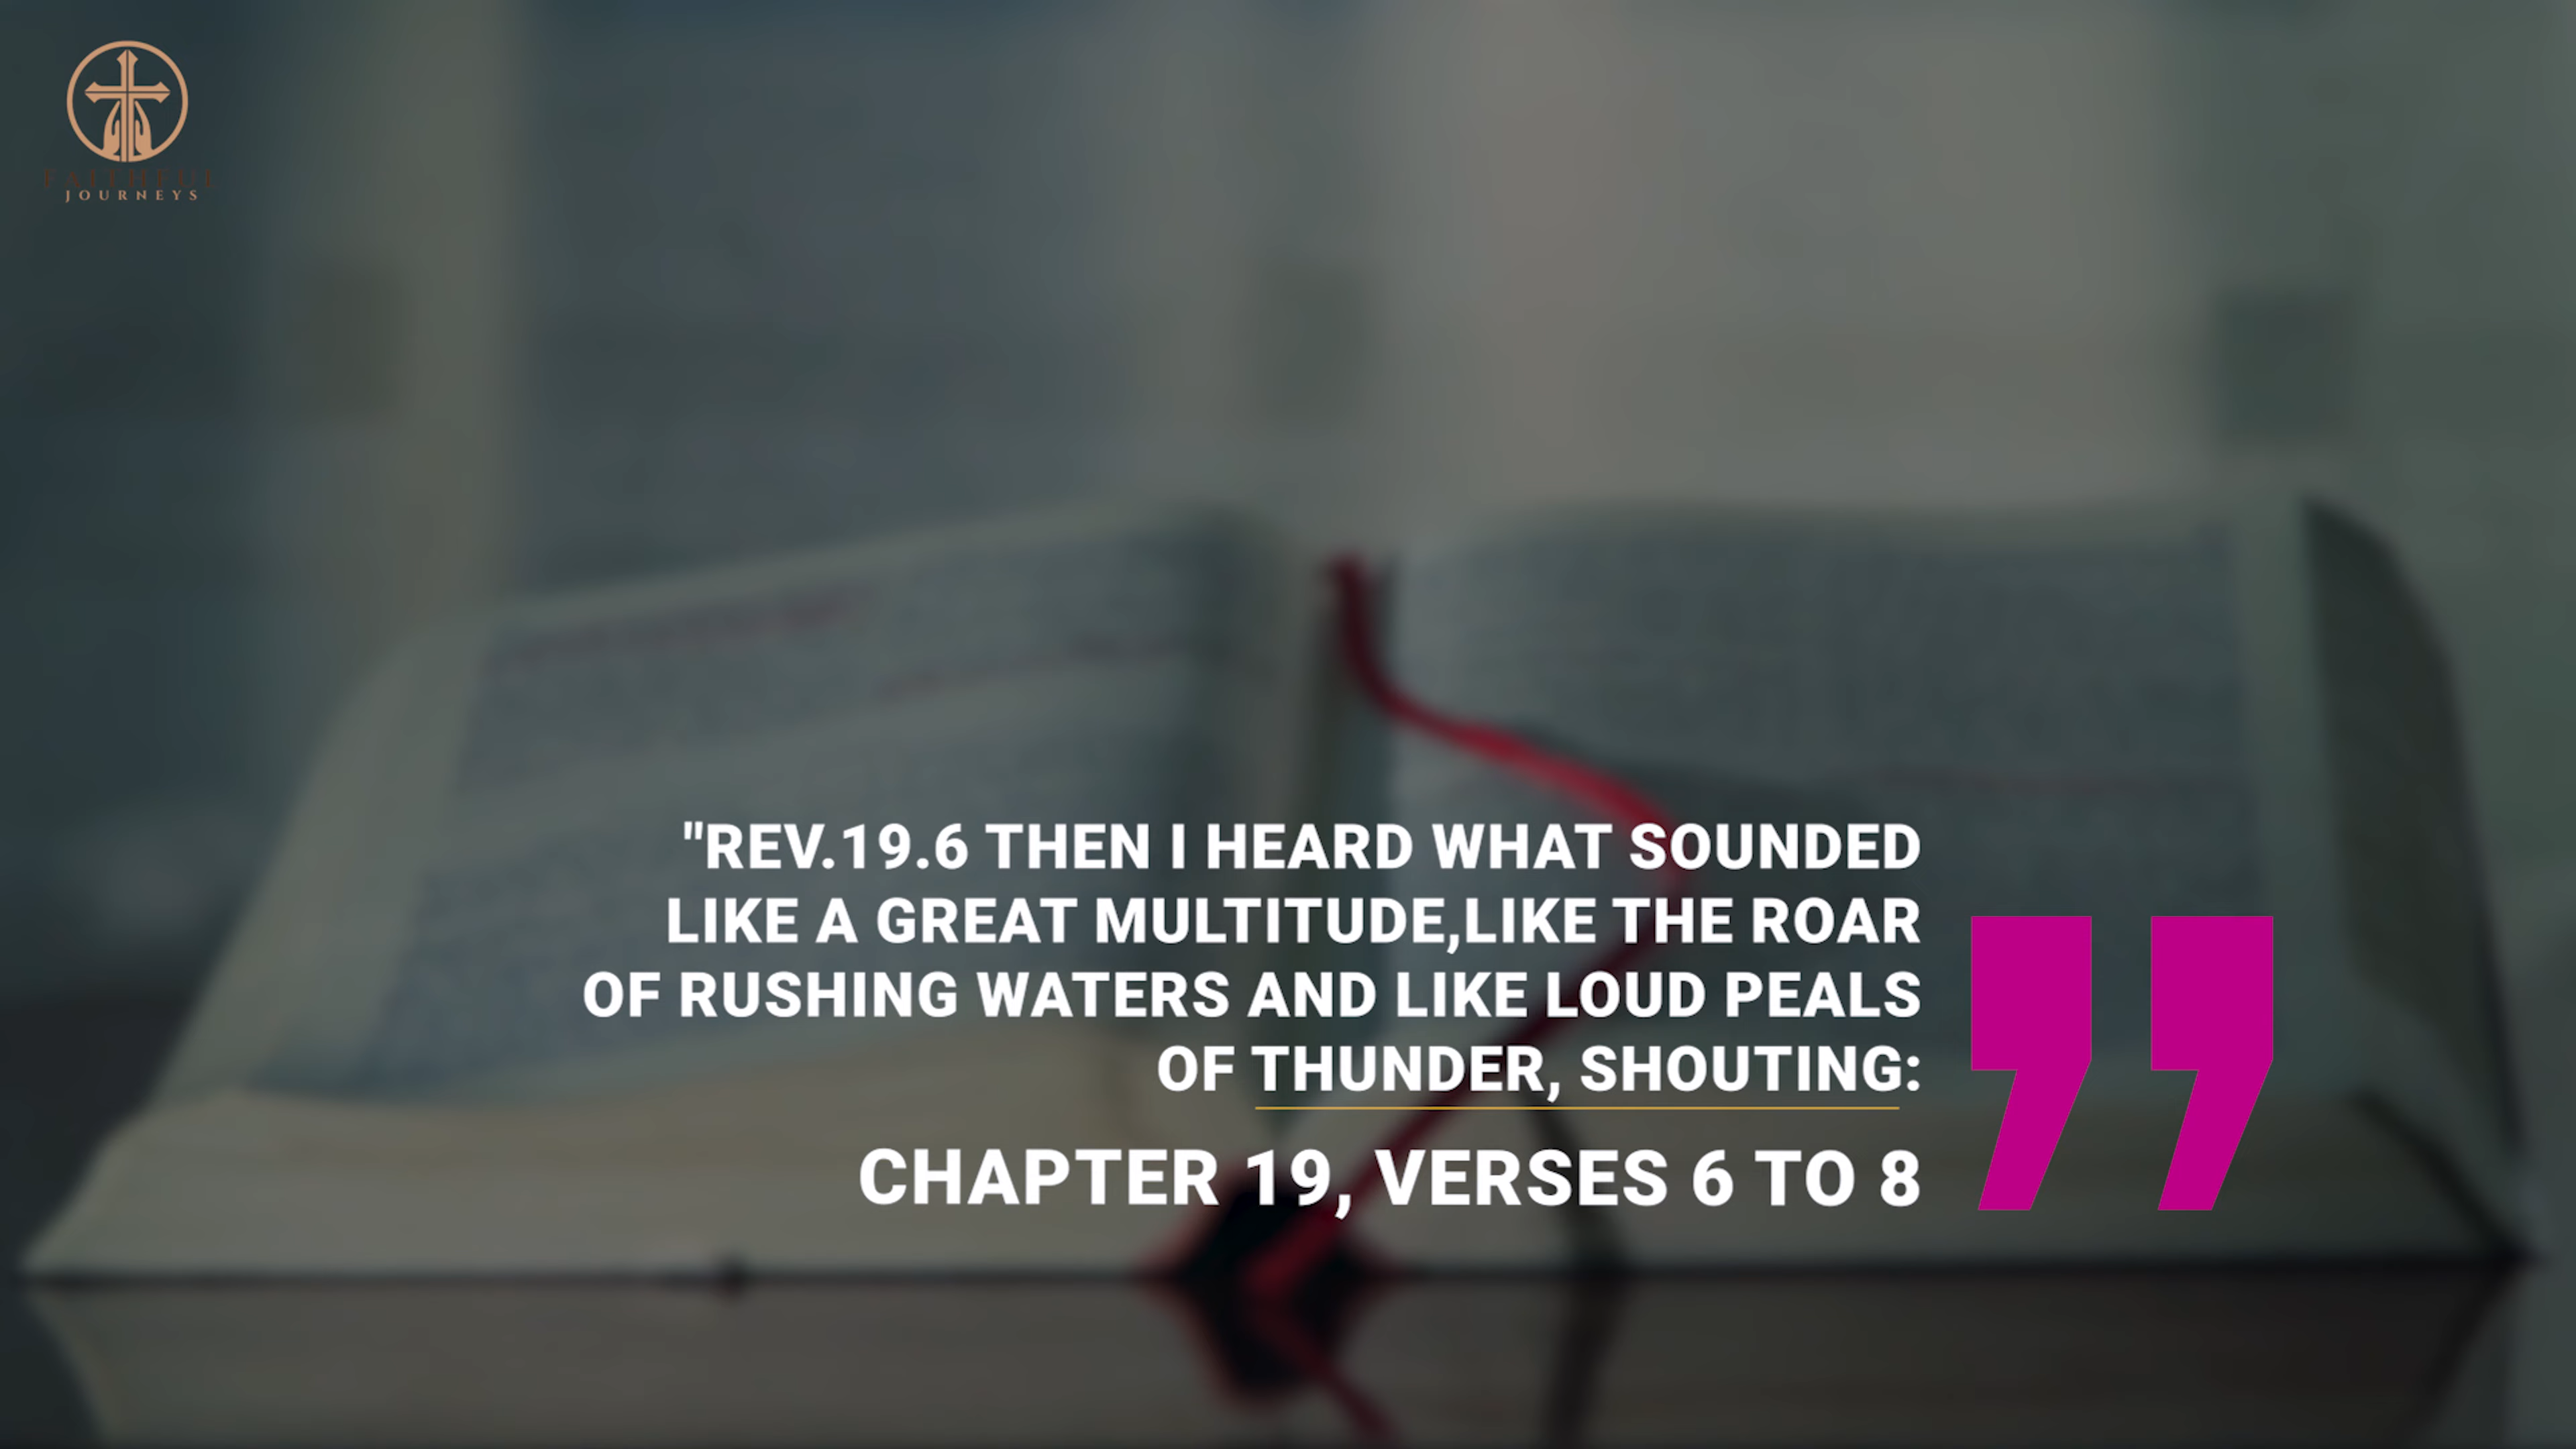 FAITHFUL
JOURNEYS
"REV.19.6 THEN I HEARD WHAT SOUNDED
LIKE A GREAT MULTITUDE,LIKE THE ROAR
OF RUSHING WATERS AND LIKE LOUD PEALS
OF THUNDER, SHOUTING:
CHAPTER 19, VERSES 6 TO 8